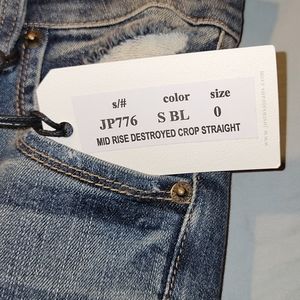 s/# color size
JP776 S BL 0
MID RISE DESTROYED CROP STRAIGHT